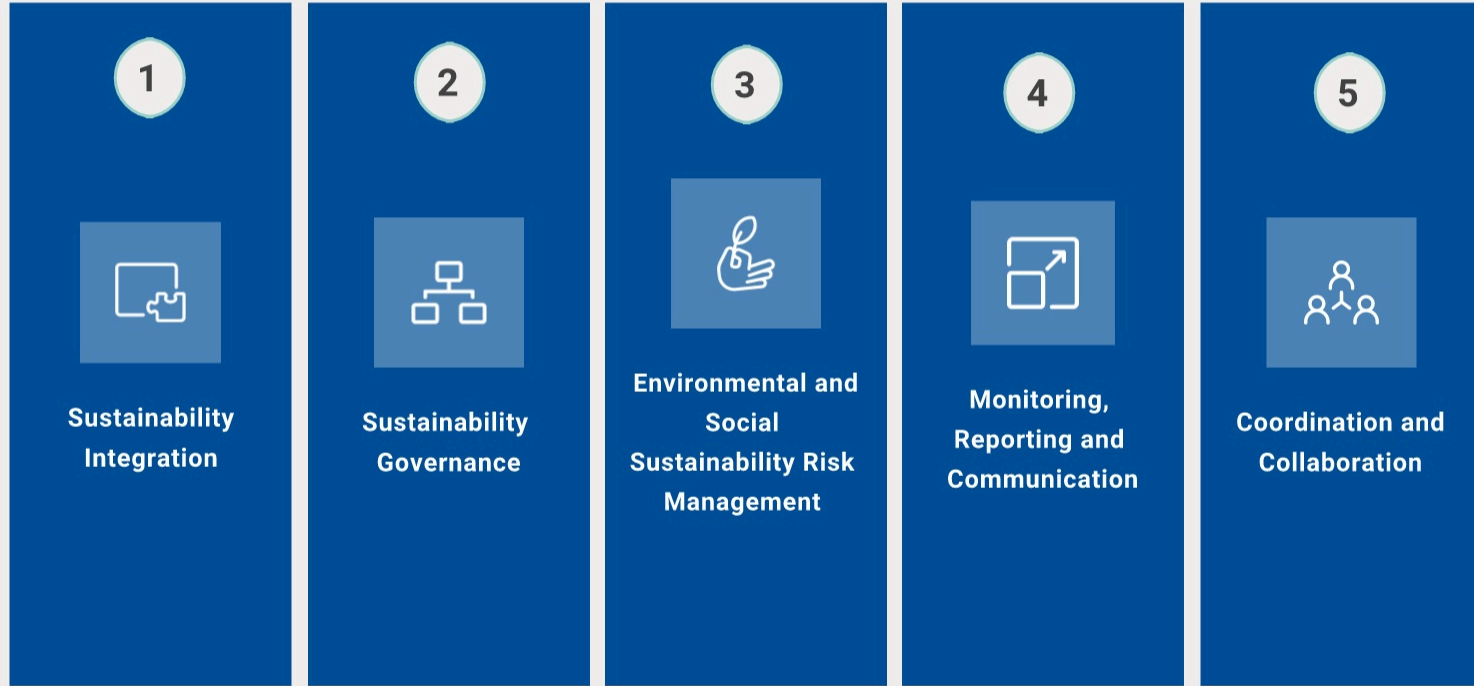 1
Sustainability
Integration
2
Sustainability
Governance
3
Environmental and
Social
Sustainability Risk
Management
4
Monitoring,
Reporting and
Communication
5
Coordination and
Collaboration